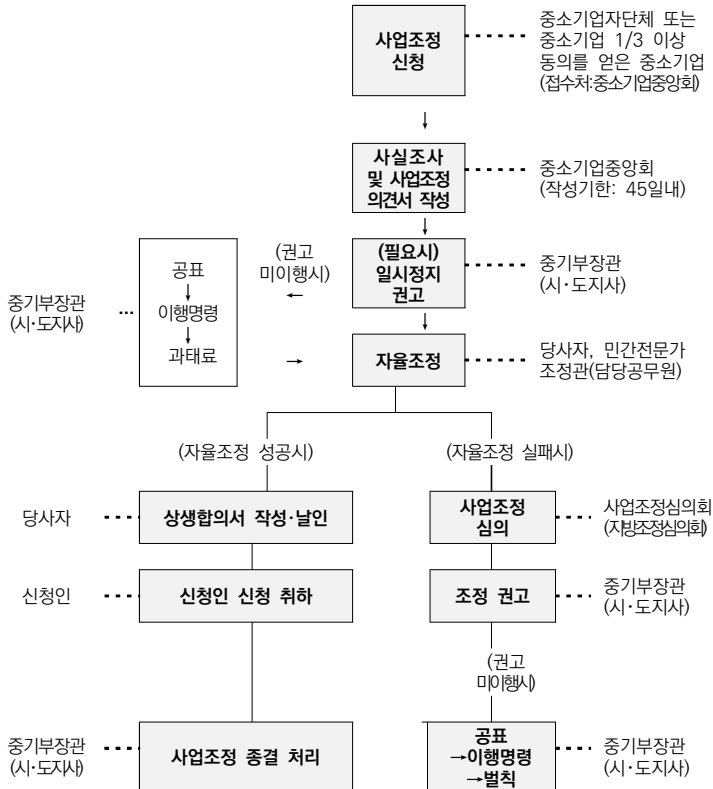 사업조정
신청
중소기업자단체 또는
중소기업 1/3 이상
동의를 얻은 중소기업
(접수처:중소기업중앙회)
↓
사실조사
및 사업조정
의견서 작성
중소기업중앙회
(작성기한: 45일내)
↓
중기부장관
(시·도지사)
공표
↓
이행명령
↓
과태료
(권고
미이행시)
←
(필요시)
일시정지
권고
중기부장관
(시·도지사)
↓
→
자율조정
당사자, 민간전문가
조정관(담당공무원)
(자율조정 성공시)
(자율조정 실패시)
당사자
상생합의서 작성·날인
사업조정
심의
사업조정심의회
(지방조정심의회)
신청인
신청인 신청 취하
조정 권고
중기부장관
(시·도지사)
(권고
미이행시)
중기부장관
(시·도지사)
사업조정 종결 처리
공표
→이행명령
→벌칙
중기부장관
(시·도지사)